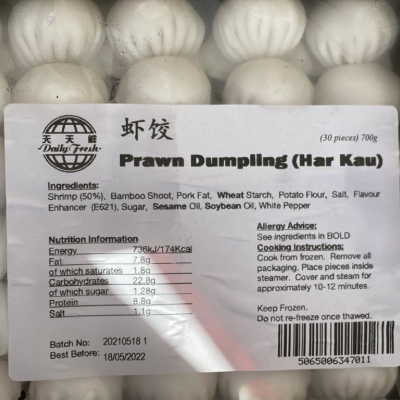 天天鲜
Daily Fresh
虾饺
(30 pieces) 700g
Prawn Dumpling (Har Kau)
Ingredients:
Shrimp (50%), Bamboo Shoot, Pork Fat, Wheat Starch, Potato Flour, Salt, Flavour
Enhancer (E621), Sugar, Sesame Oil, Soybean Oil, White Pepper
Nutrition Information
Energy 736kJ/174Kcal
Fat 7.8g
of which saturates 1.8g
Carbohydrates 22.8g
of which sugar 1.28g
Protein 8.8g
Salt 1.1g
Batch No: 20210518 1
Best Before: 18/05/2022
Allergy Advice:
See ingredients in BOLD
Cooking Instructions:
Cook from frozen. Remove all
packaging. Place pieces inside
steamer. Cover and steam for
approximately 10-12 minutes.
Keep Frozen.
Do not re-freeze once thawed.
5065006347011